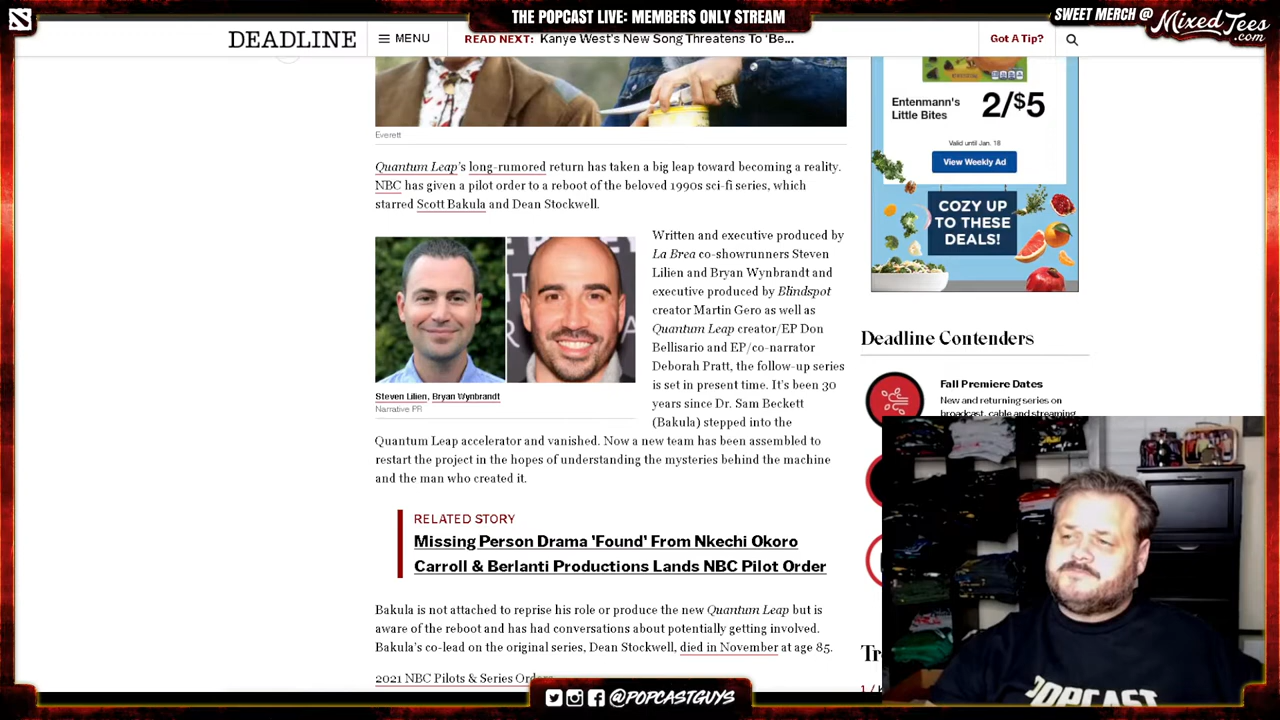 THE POPCAST LIVE: MEMBERS ONLY STREAM
SWEET MERCH @ MixedTees.com
DEADLINE
MENU
READ NEXT: Kanye West's New Song Threatens To 'Be...
Got A Tip?
Everett
Quantum Leap's long-rumored return has taken a big leap toward becoming a reality.
NBC has given a pilot order to a reboot of the beloved 1990s sci-fi series, which
starred Scott Bakula and Dean Stockwell.
Written and executive produced by
La Brea co-showrunners Steven
Lilien and Bryan Wynbrandt and
executive produced by Blindspot
creator Martin Gero as well as
Quantum Leap creator/EP Don
Bellisario and EP/co-narrator
Deborah Pratt, the follow-up series
is set in present time. It's been 30
years since Dr. Sam Beckett
(Bakula) stepped into the
Quantum Leap accelerator and vanished. Now a new team has been assembled to
restart the project in the hopes of understanding the mysteries behind the machine
and the man who created it.
Steven Lilien, Bryan Wynbrandt
Narrative PR
RELATED STORY
Missing Person Drama 'Found' From Nkechi Okoro
Carroll & Berlanti Productions Lands NBC Pilot Order
Bakula is not attached to reprise his role or produce the new Quantum Leap but is
aware of the reboot and has had conversations about potentially getting involved.
Bakula's co-lead on the original series, Dean Stockwell, died in November at age 85.
2021 NBC Pilots & Series Orders
Entenmann's
Little Bites
2/$5
Valid until Jan. 18
View Weekly Ad
COZY UP
TO THESE
DEALS!
Deadline Contenders
Fall Premiere Dates
New and returning series on
broadcast, cable and streaming
POPCAST
@POPCASTGUYS